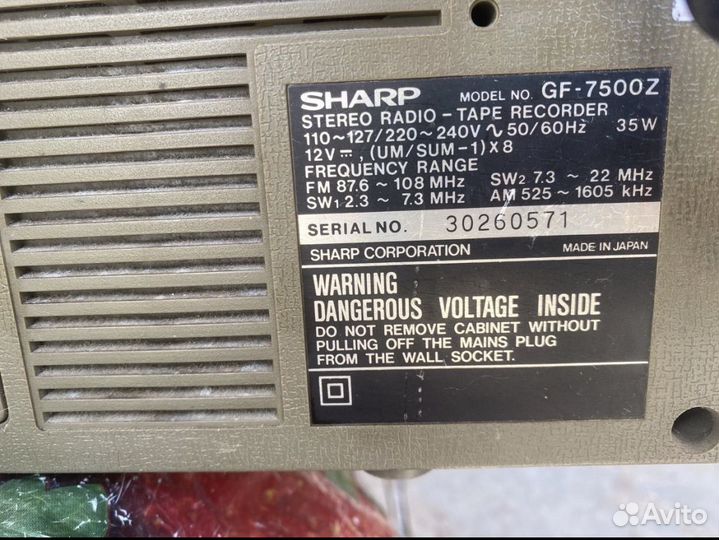 SHARP MODEL NO. GF-7500Z
STEREO RADIO - TAPE RECORDER
110~127/220~240V ∿ 50/60Hz 35W
12V ⎓, (UM/SUM-1)X8
FREQUENCY RANGE
FM 87.6 ~ 108 MHz SW2 7.3 ~ 22 MHz
SW1 2.3 ~ 7.3 MHz AM 525 ~ 1605 kHz
SERIAL NO. 30260571
SHARP CORPORATION MADE IN JAPAN
WARNING
DANGEROUS VOLTAGE INSIDE
DO NOT REMOVE CABINET WITHOUT
PULLING OFF THE MAINS PLUG
FROM THE WALL SOCKET.
Avito